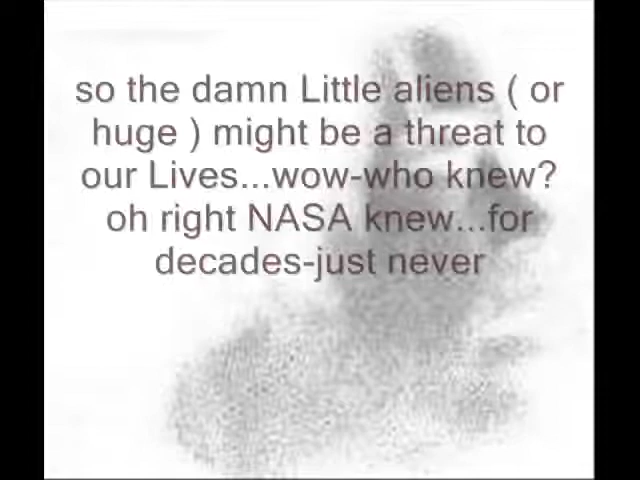 so the damn Little aliens ( or
huge ) might be a threat to
our Lives...wow-who knew?
oh right NASA knew...for
decades-just never